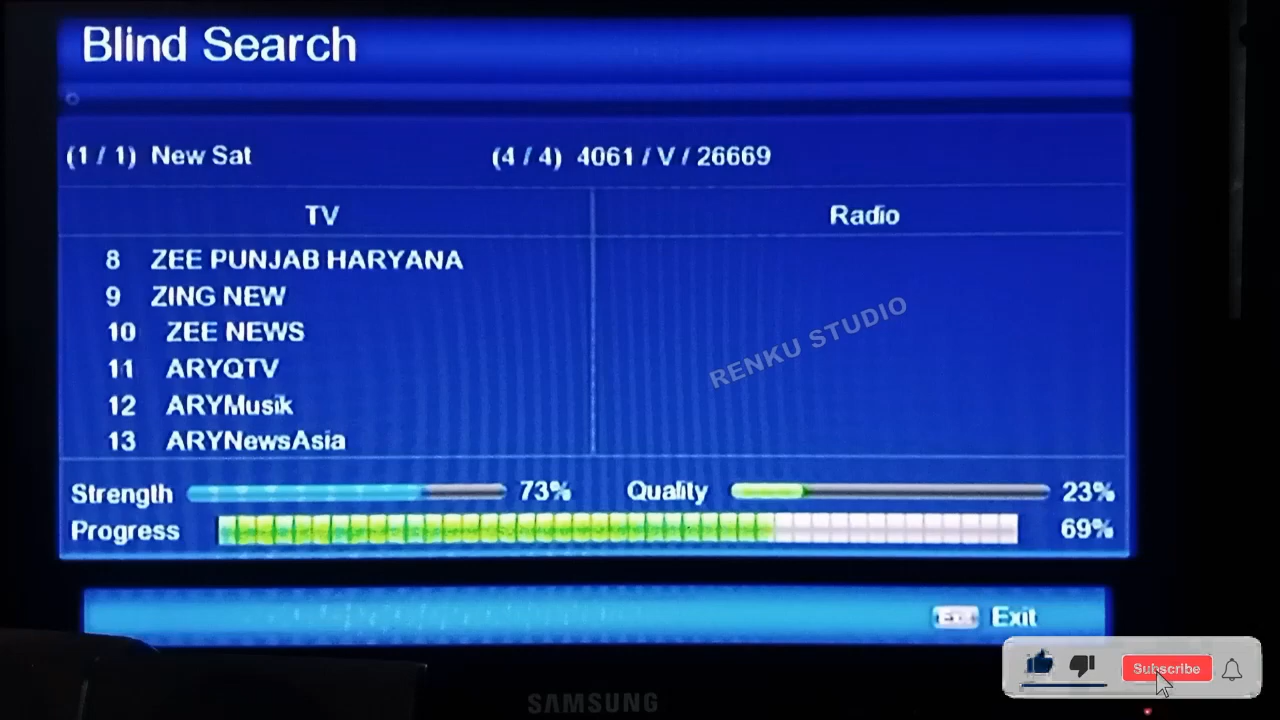 Blind Search
(1 / 1) New Sat
(4 / 4) 4061 / V / 26669
TV
Radio
8 ZEE PUNJAB HARYANA
9 ZING NEW
10 ZEE NEWS
11 ARYQTV
12 ARYMusik
13 ARYNewsAsia
RENKU STUDIO
Strength 73%
Quality 23%
Progress 69%
Exit
Subscribe
SAMSUNG